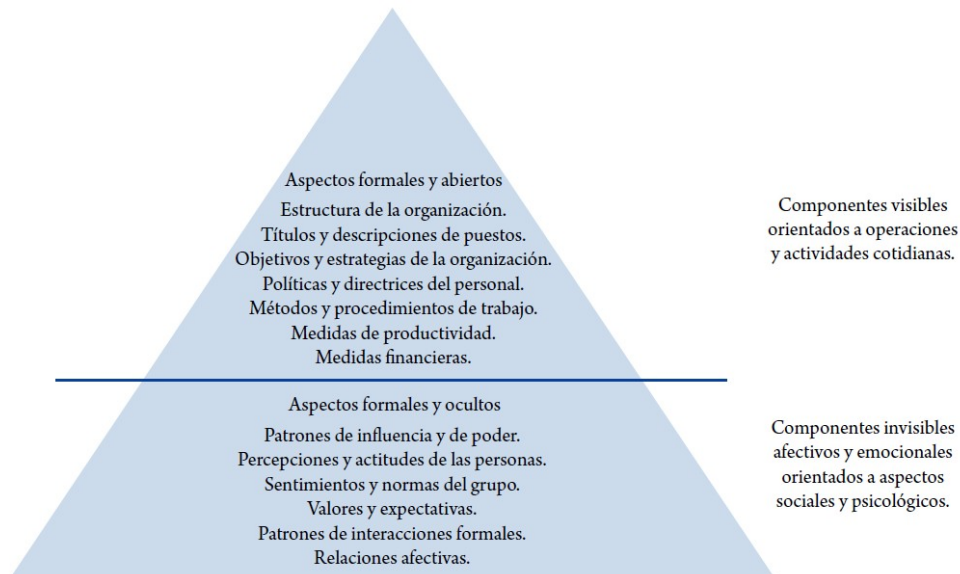 Aspectos formales y abiertos
Estructura de la organización.
Títulos y descripciones de puestos.
Objetivos y estrategias de la organización.
Políticas y directrices del personal.
Métodos y procedimientos de trabajo.
Medidas de productividad.
Medidas financieras.
Componentes visibles
orientados a operaciones
y actividades cotidianas.
Aspectos formales y ocultos
Patrones de influencia y de poder.
Percepciones y actitudes de las personas.
Sentimientos y normas del grupo.
Valores y expectativas.
Patrones de interacciones formales.
Relaciones afectivas.
Componentes invisibles
afectivos y emocionales
orientados a aspectos
sociales y psicológicos.